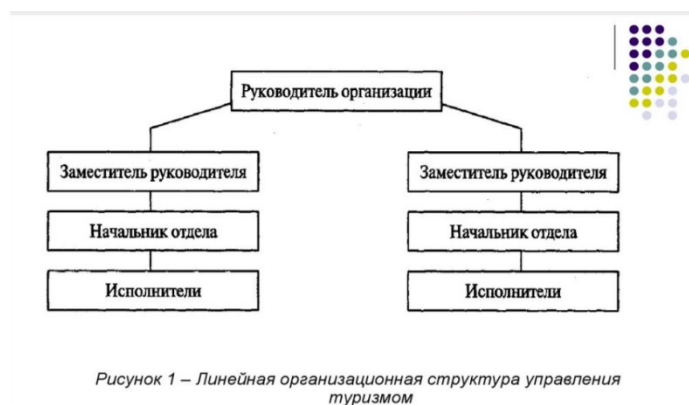 Руководитель организации
Заместитель руководителя
Заместитель руководителя
Начальник отдела
Начальник отдела
Исполнители
Исполнители
Рисунок 1 – Линейная организационная структура управления
туризмом